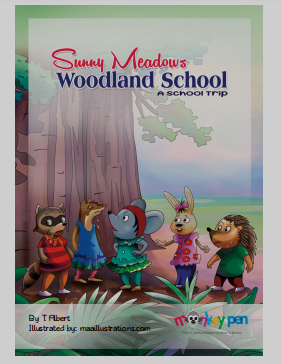 Sunny Meadows
Woodland School
A SCHOOL TRIP
By T Albert
Illustrated by: maaillustrations.com
monkey pen